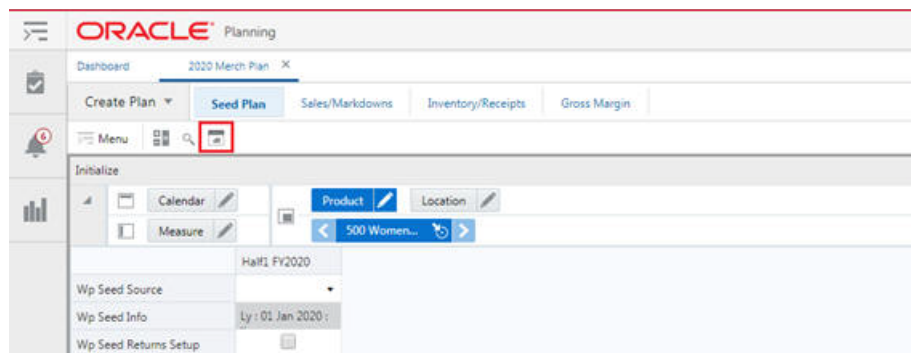 ORACLE Planning
Dashboard 2020 Merch Plan ×
Create Plan Seed Plan Sales/Markdowns Inventory/Receipts Gross Margin
6 Menu
Initialize
Calendar Product Location
Measure 500 Women...
Half1 FY2020
Wp Seed Source
Wp Seed Info Ly : 01 Jan 2020 :
Wp Seed Returns Setup